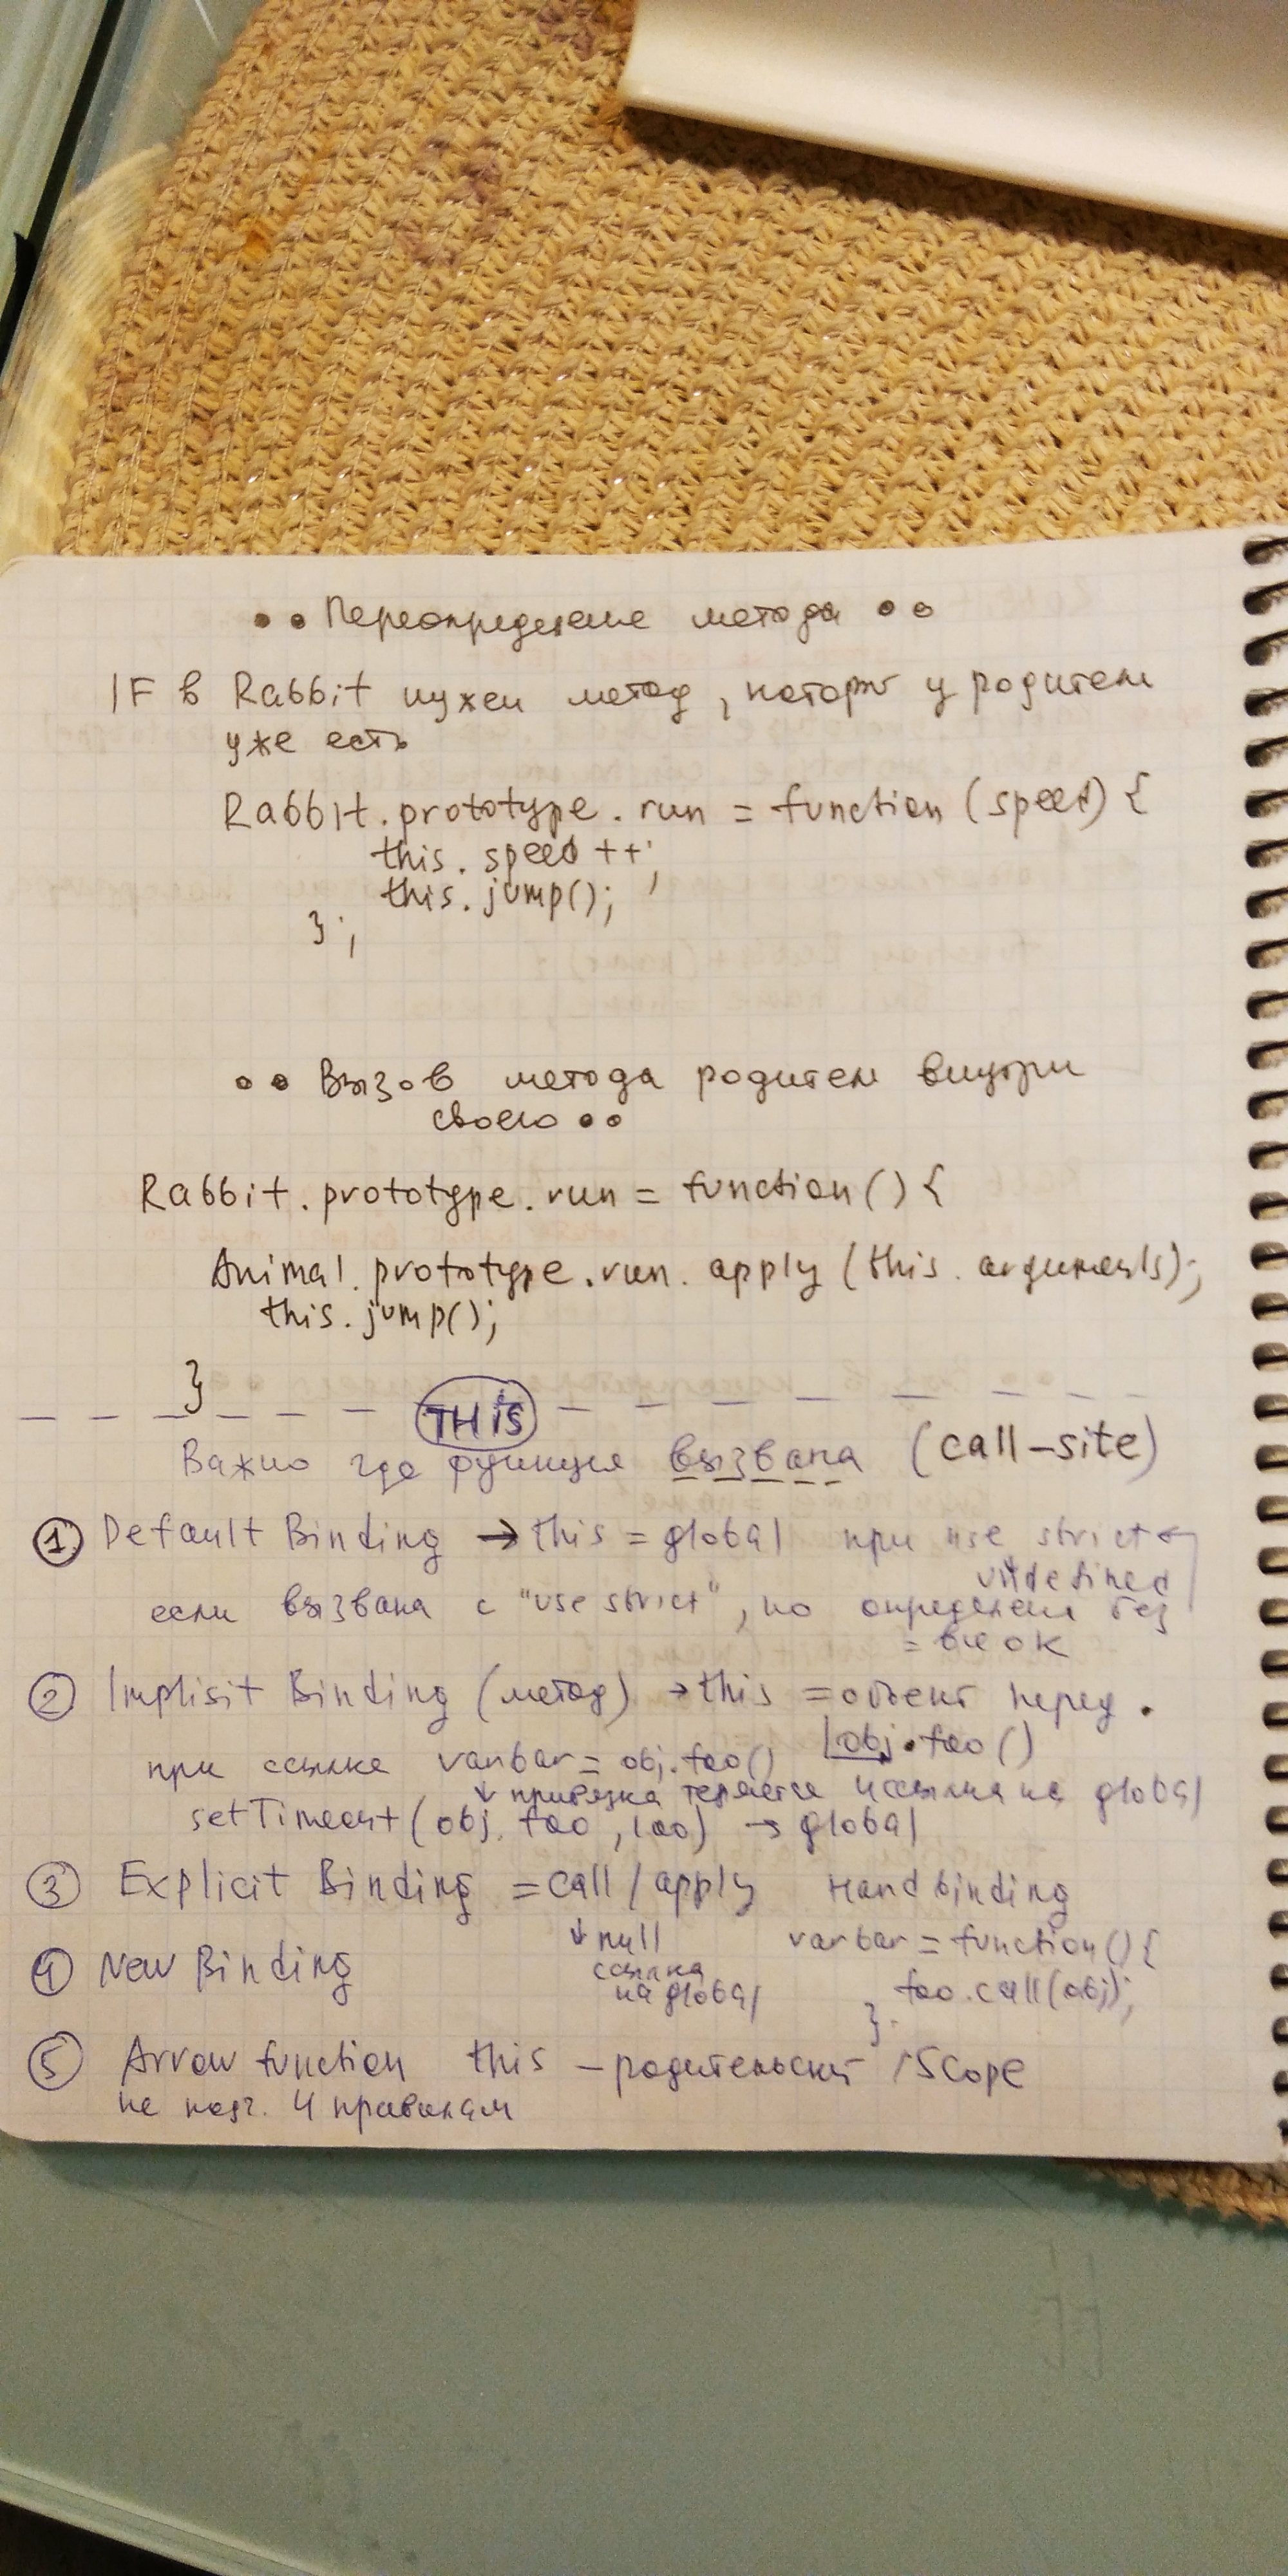 •• Переопределение метода ••
IF в Rabbit нужен метод, который у родителя
уже есть
Rabbit.prototype.run = function (speed) {
this.speed ++;
this.jump();
};
•• Вызов метода родителя внутри
своего ••
Rabbit.prototype.run = function() {
Animal.prototype.run.apply (this.arguments);
this.jump();
}
THiS
Важно где функция вызвана (call-site)
① Default Binding → this = global при use strict ←
undefined
если вызвана с "use strict", но определена без
= все ок
② Implisit Binding (метод) → this = объект перед .
obj.foo()
при ссылке var bar = obj.foo()
↓ привязка теряется и ссылка на global
setTimeout (obj.foo, 100) → global
③ Explicit Binding = call / apply Hand binding
↓ null var bar = function() {
④ New Binding ссылка
на global foo.call(obj);
}
⑤ Arrow function this – родительский scope
не подч. 4 правилам